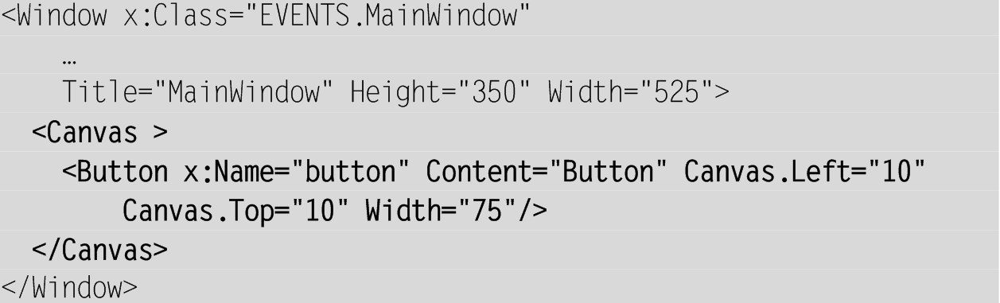 <Window x:Class="EVENTS.MainWindow"
…
Title="MainWindow" Height="350" Width="525">
<Canvas >
<Button x:Name="button" Content="Button" Canvas.Left="10"
Canvas.Top="10" Width="75"/>
</Canvas>
</Window>